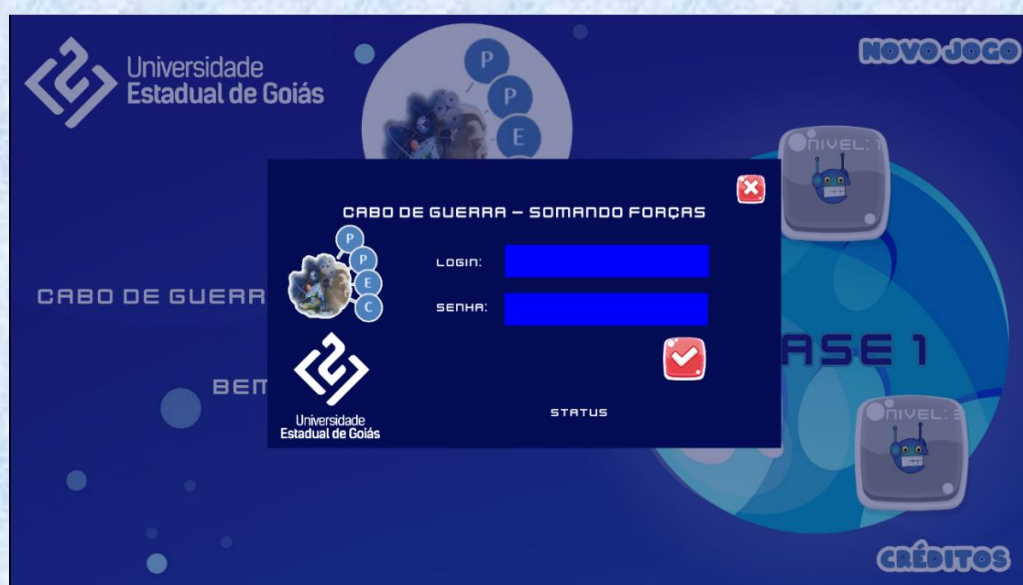 Universidade
Estadual de Goiás
P
P
E
NOVO JOGO
NIVEL: 1
CABO DE GUERRA – SOMANDO FORÇAS
P
P
E
C
LOGIN:
SENHA:
CABO DE GUERR
ASE 1
BEM
Universidade
Estadual de Goiás
STATUS
NIVEL: 3
CRÉDITOS